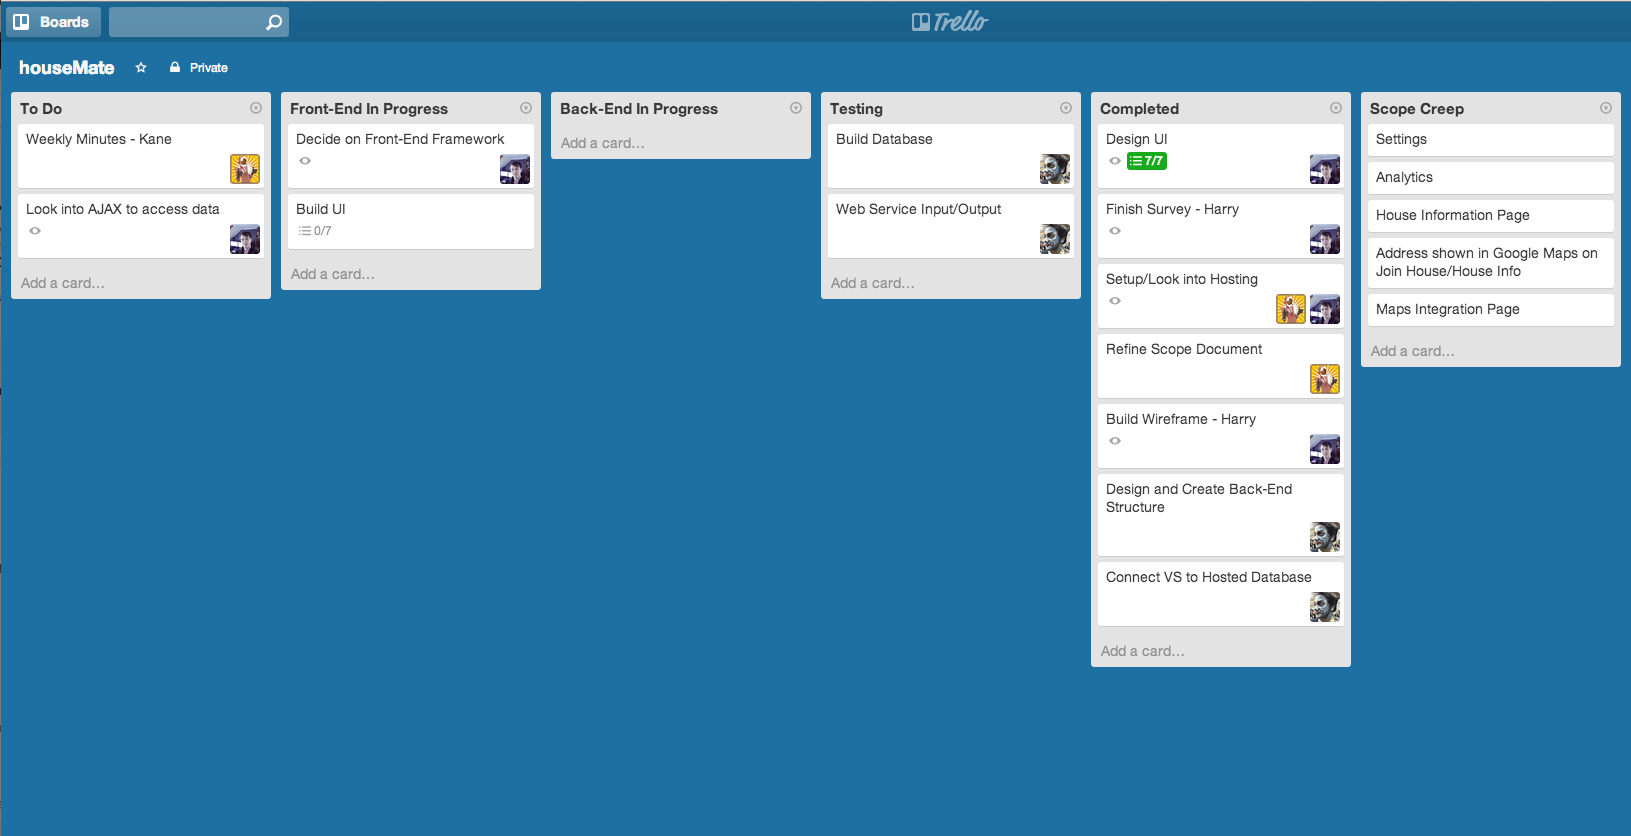 Boards
Trello
houseMate
Private
To Do
Weekly Minutes - Kane
Look into AJAX to access data
Add a card…
Front-End In Progress
Decide on Front-End Framework
Build UI
0/7
Add a card…
Back-End In Progress
Add a card…
Testing
Build Database
Web Service Input/Output
Add a card…
Completed
Design UI
7/7
Finish Survey - Harry
Setup/Look into Hosting
Refine Scope Document
Build Wireframe - Harry
Design and Create Back-End
Structure
Connect VS to Hosted Database
Add a card…
Scope Creep
Settings
Analytics
House Information Page
Address shown in Google Maps on
Join House/House Info
Maps Integration Page
Add a card…